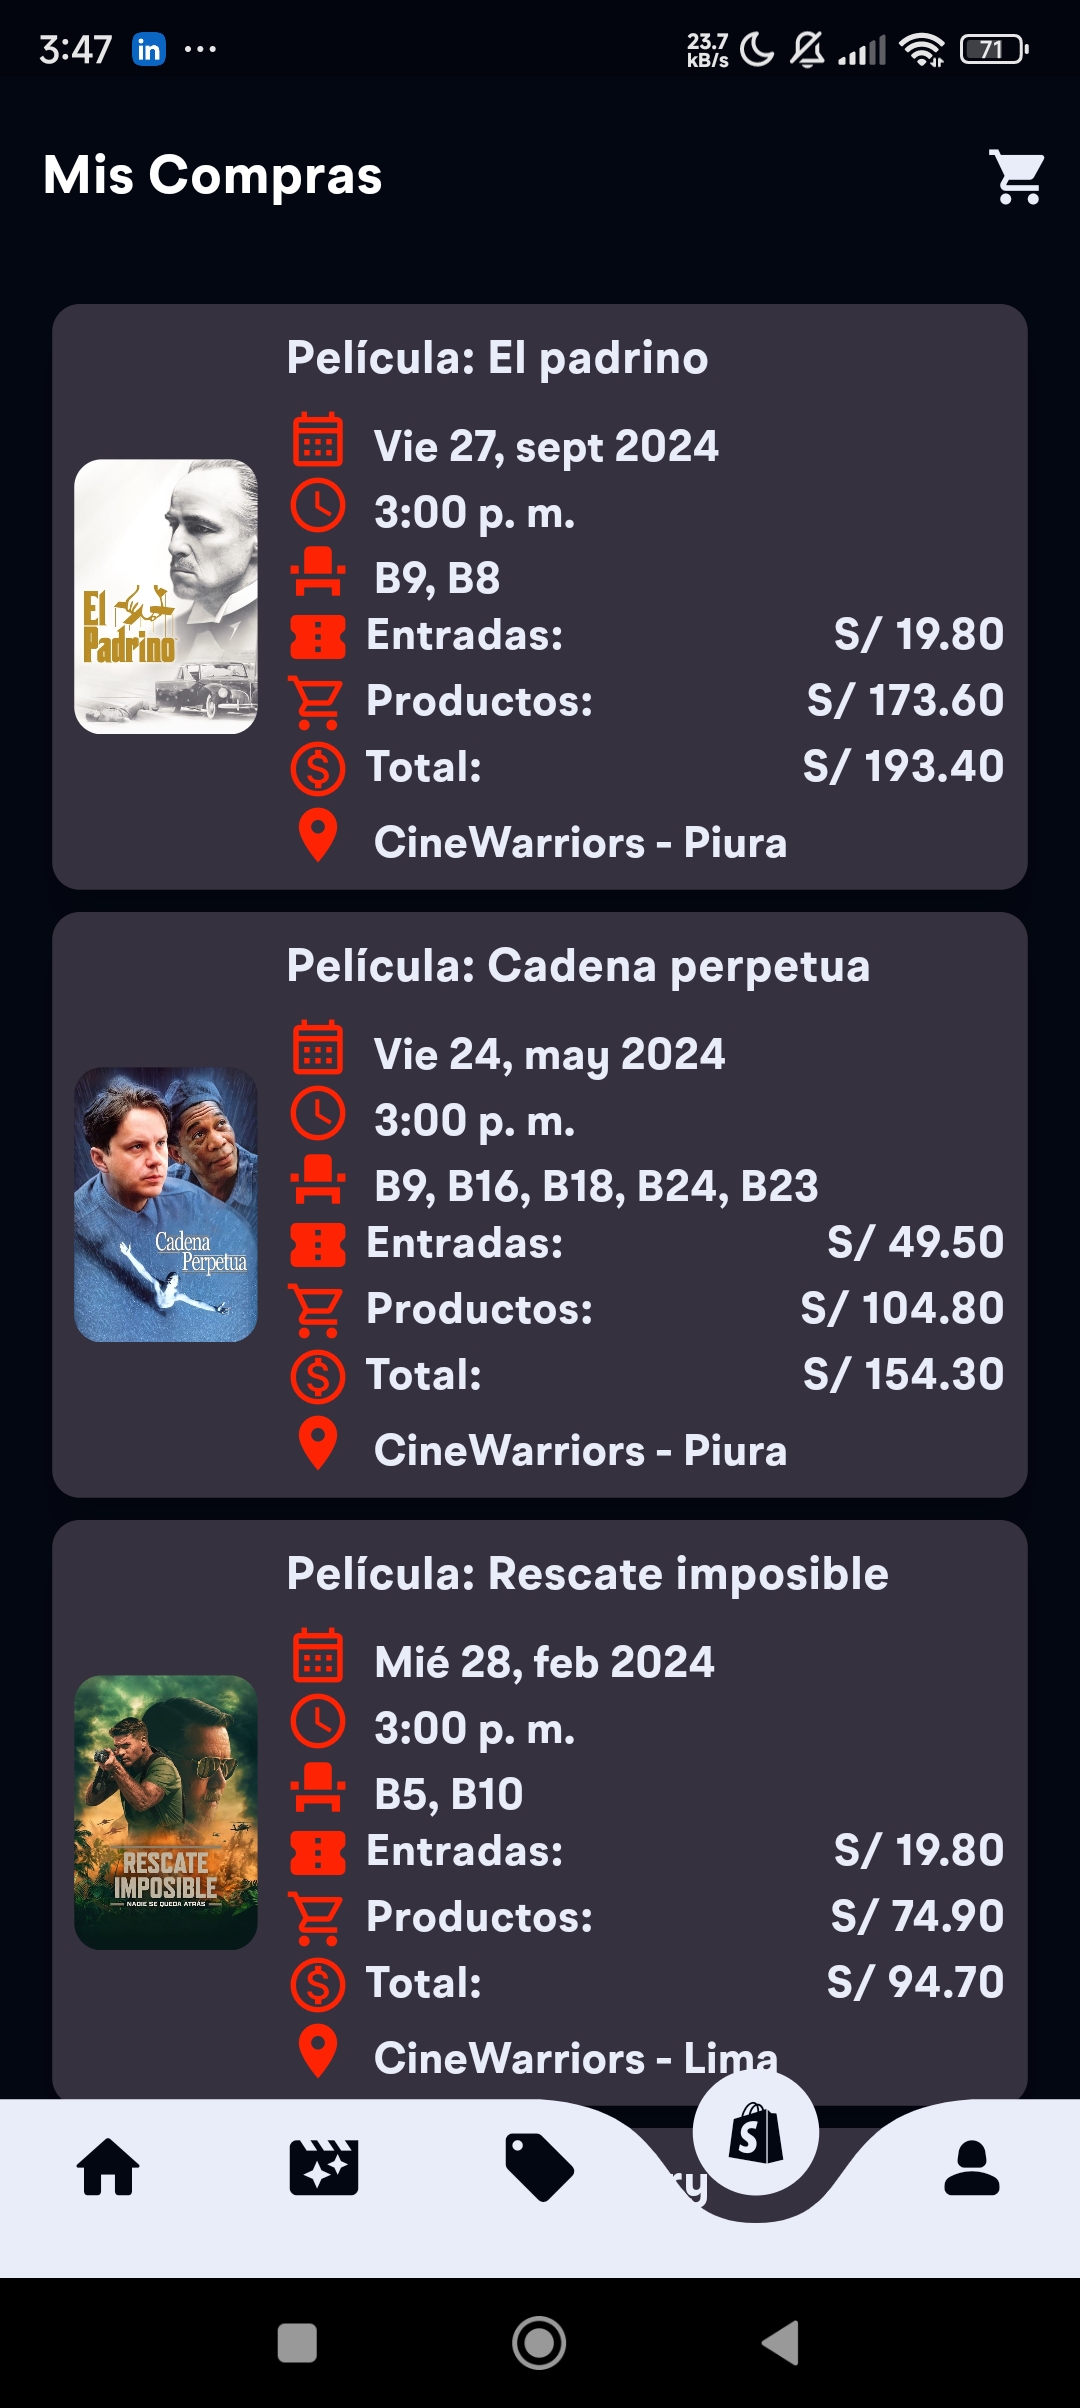 3:47 in ... 23.7 kB/s 71
Mis Compras
Película: El padrino
Vie 27, sept 2024
3:00 p. m.
B9, B8
El
Padrino
Entradas: S/ 19.80
Productos: S/ 173.60
Total: S/ 193.40
CineWarriors - Piura
Película: Cadena perpetua
Vie 24, may 2024
3:00 p. m.
B9, B16, B18, B24, B23
Cadena
Perpetua
Entradas: S/ 49.50
Productos: S/ 104.80
Total: S/ 154.30
CineWarriors - Piura
Película: Rescate imposible
Mié 28, feb 2024
3:00 p. m.
B5, B10
RESCATE
IMPOSIBLE
NADIE SE QUEDA ATRÁS
Entradas: S/ 19.80
Productos: S/ 74.90
Total: S/ 94.70
CineWarriors - Lima
S